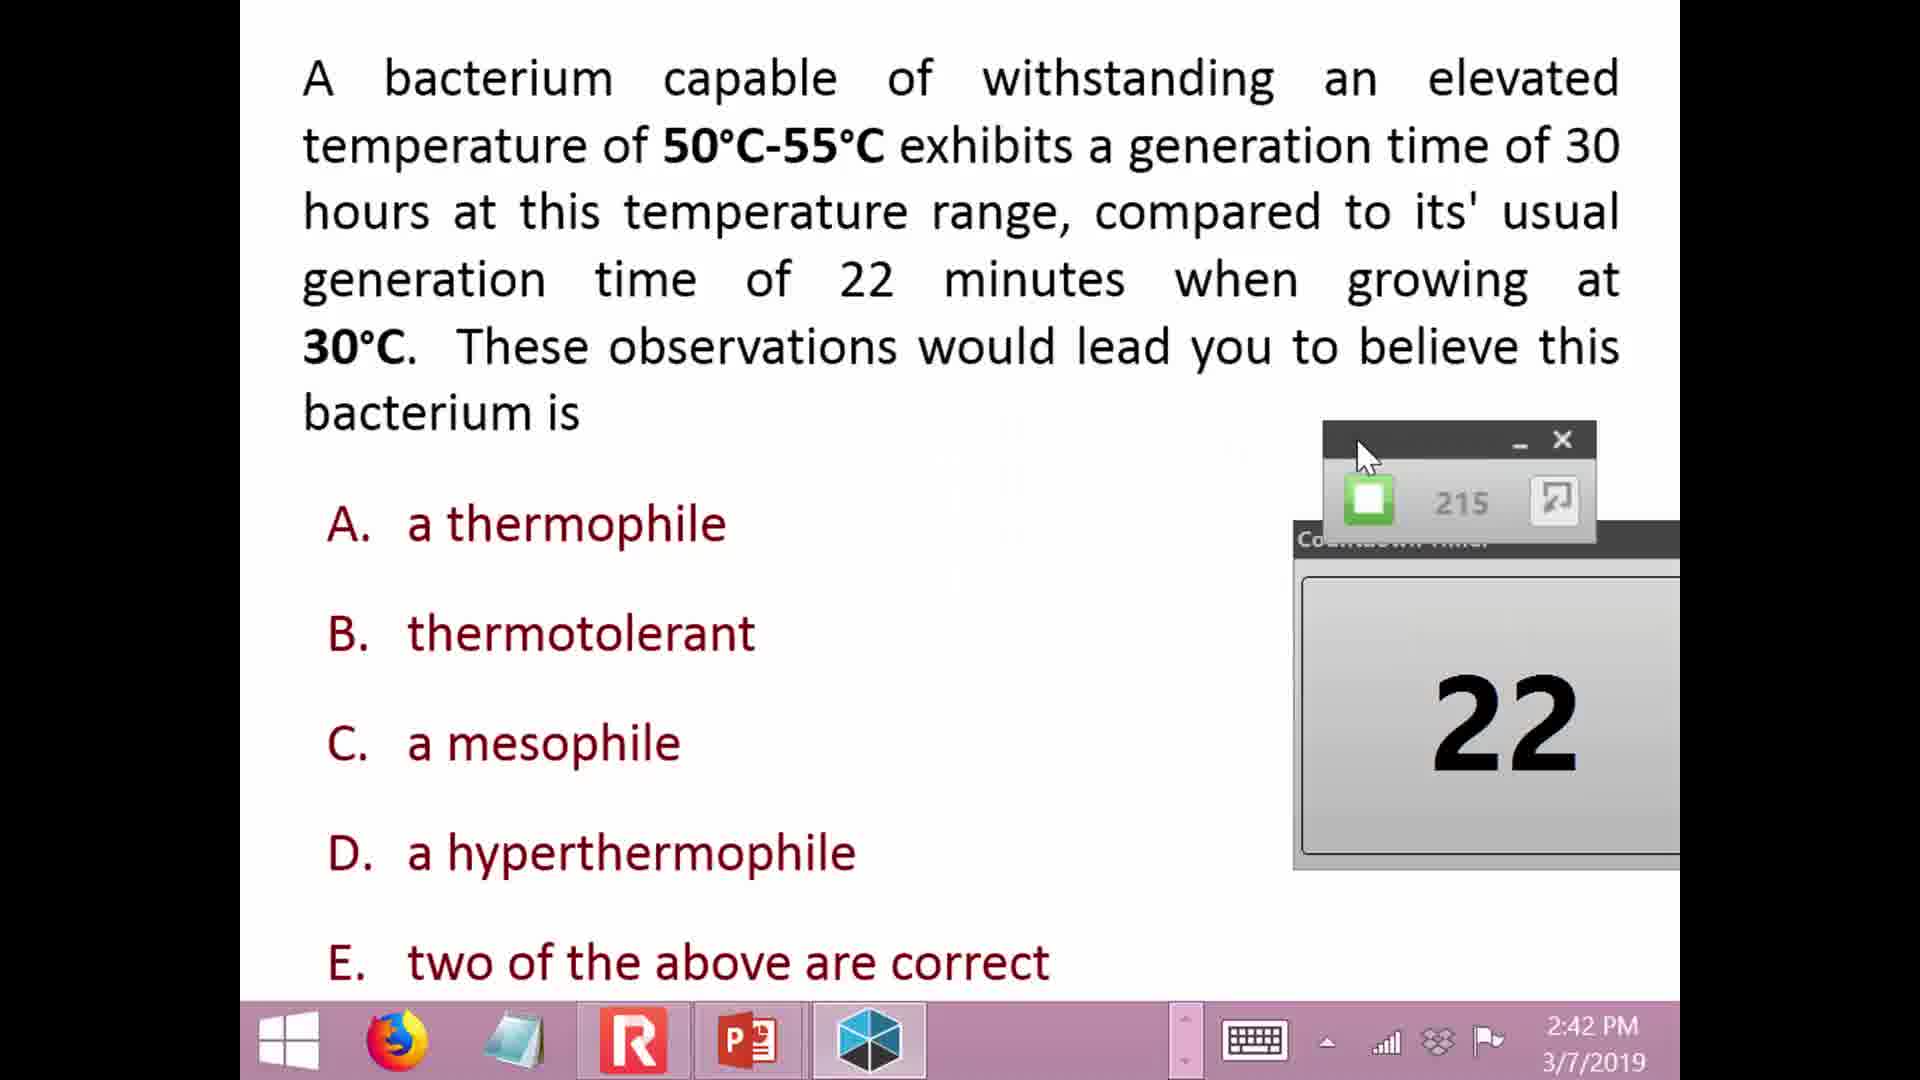 A bacterium capable of withstanding an elevated
temperature of 50°C-55°C exhibits a generation time of 30
hours at this temperature range, compared to its' usual
generation time of 22 minutes when growing at
30°C. These observations would lead you to believe this
bacterium is
A. a thermophile
B. thermotolerant
C. a mesophile
D. a hyperthermophile
E. two of the above are correct
215
22
2:42 PM
3/7/2019